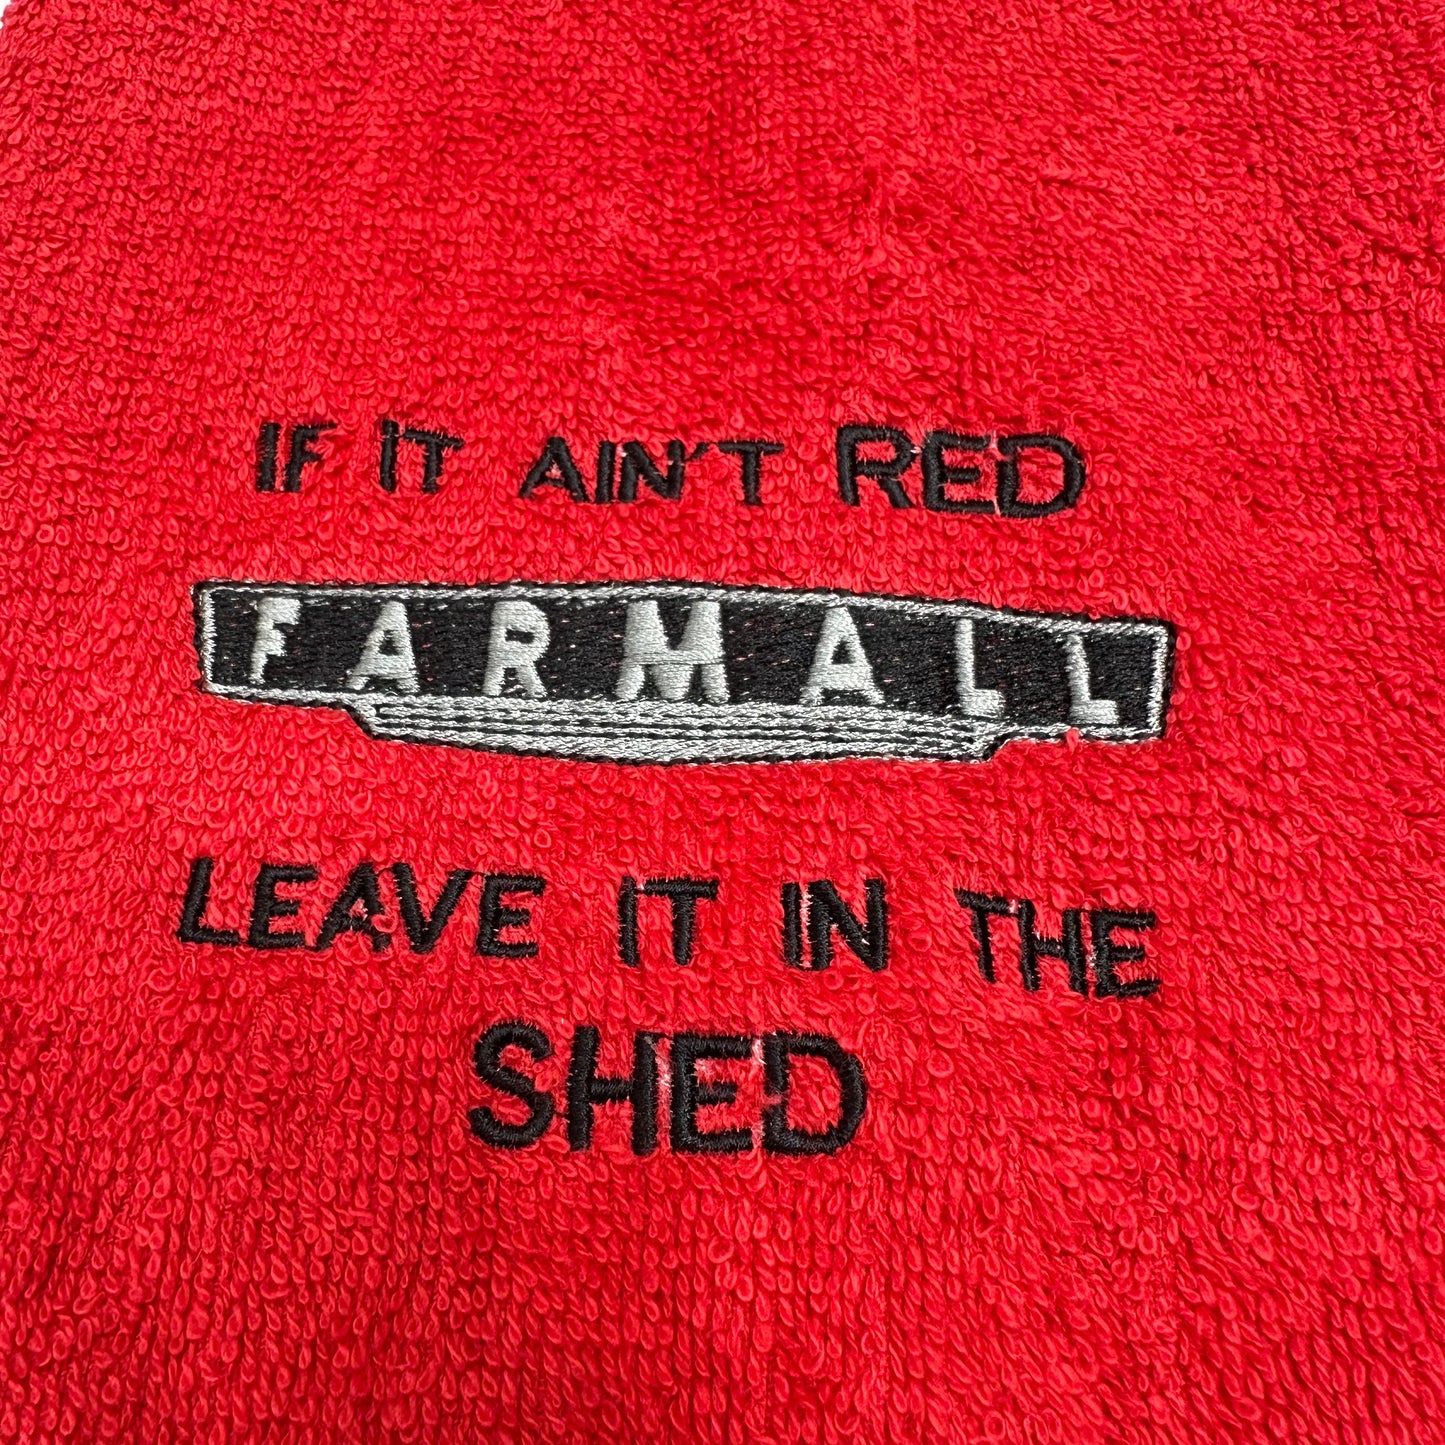 IF IT AIN'T RED
FARMALL
LEAVE IT IN THE
SHED